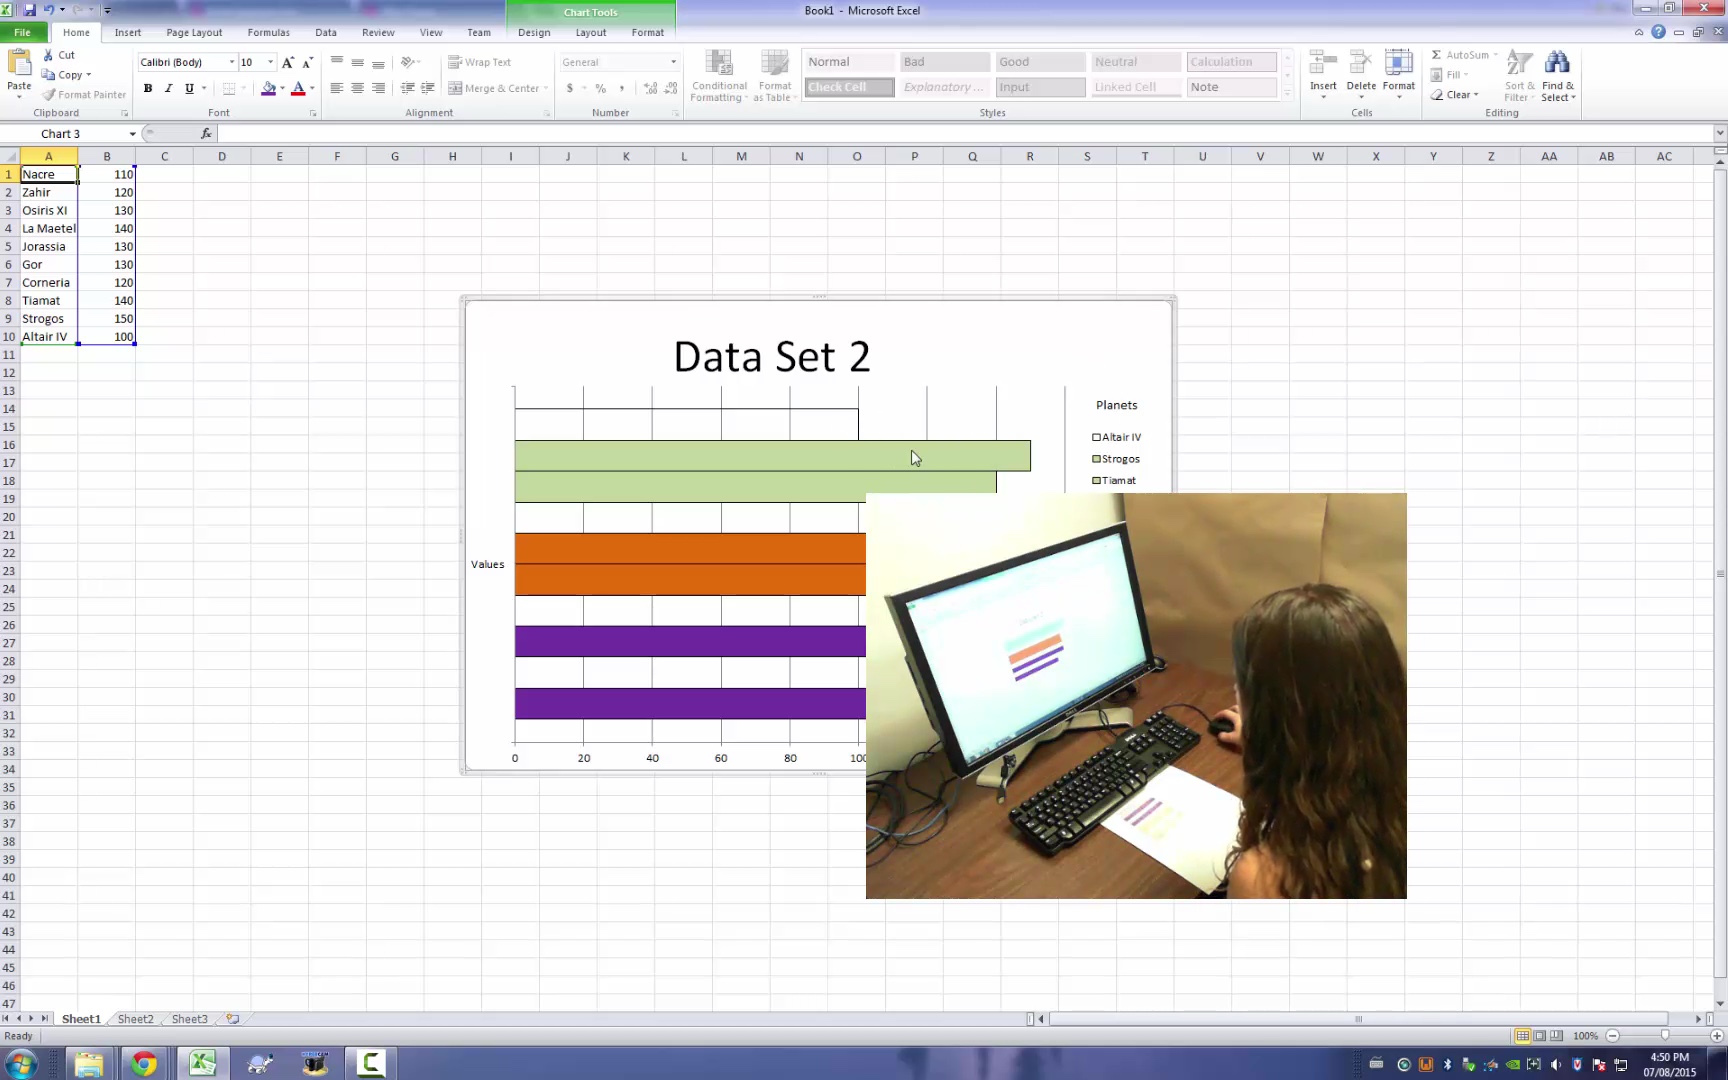 Chart Tools
Book1 - Microsoft Excel
File Home Insert Page Layout Formulas Data Review View Team Design Layout Format
Paste Cut
Copy
Format Painter
Clipboard
Calibri (Body) 10
B I U
Font
Wrap Text
Merge & Center
Alignment
General
$ % ,
Number
Conditional Formatting
Format as Table
Normal Bad Good Neutral Calculation
Check Cell Explanatory ... Input Linked Cell Note
Styles
Insert Delete Format
Cells
Σ AutoSum
Fill
Clear
Sort & Filter
Find & Select
Editing
Chart 3 fx
A B C D E F G H I J K L M N O P Q R S T U V W X Y Z AA AB AC
1 Nacre 110
2 Zahir 120
3 Osiris XI 130
4 La Maetel 140
5 Jorassia 130
6 Gor 130
7 Corneria 120
8 Tiamat 140
9 Strogos 150
10 Altair IV 100
11
12
13
14
15
16
17
18
19
20
21
22
23
24
25
26
27
28
29
30
31
32
33
34
35
36
37
38
39
40
41
42
43
44
45
46
47
Data Set 2
Planets
Altair IV
Strogos
Tiamat
Values
0 20 40 60 80
Sheet1 Sheet2 Sheet3
Ready
100%
4:50 PM
07/08/2015